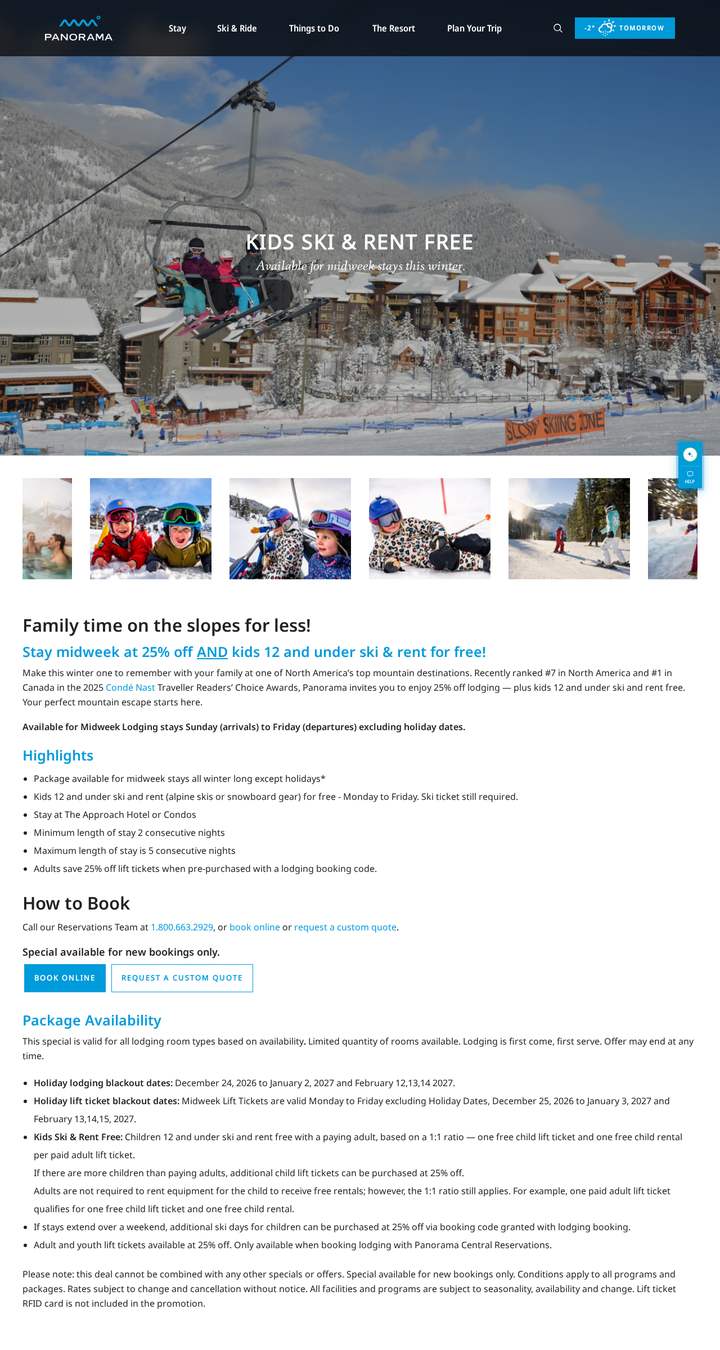 PANORAMA
Stay
Ski & Ride
Things to Do
The Resort
Plan Your Trip
-2° TOMORROW
KIDS SKI & RENT FREE
Available for midweek stays this winter.
SLOW SKIING ZONE
HELP
Family time on the slopes for less!
Stay midweek at 25% off AND kids 12 and under ski & rent for free!
Make this winter one to remember with your family at one of North America's top mountain destinations. Recently ranked #7 in North America and #1 in
Canada in the 2025 Condé Nast Traveller Readers' Choice Awards, Panorama invites you to enjoy 25% off lodging — plus kids 12 and under ski and rent free.
Your perfect mountain escape starts here.
Available for Midweek Lodging stays Sunday (arrivals) to Friday (departures) excluding holiday dates.
Highlights
• Package available for midweek stays all winter long except holidays*
• Kids 12 and under ski and rent (alpine skis or snowboard gear) for free - Monday to Friday. Ski ticket still required.
• Stay at The Approach Hotel or Condos
• Minimum length of stay 2 consecutive nights
• Maximum length of stay is 5 consecutive nights
• Adults save 25% off lift tickets when pre-purchased with a lodging booking code.
How to Book
Call our Reservations Team at 1.800.663.2929, or book online or request a custom quote.
Special available for new bookings only.
BOOK ONLINE
REQUEST A CUSTOM QUOTE
Package Availability
This special is valid for all lodging room types based on availability. Limited quantity of rooms available. Lodging is first come, first serve. Offer may end at any
time.
• Holiday lodging blackout dates: December 24, 2026 to January 2, 2027 and February 12,13,14 2027.
• Holiday lift ticket blackout dates: Midweek Lift Tickets are valid Monday to Friday excluding Holiday Dates, December 25, 2026 to January 3, 2027 and
February 13,14,15, 2027.
• Kids Ski & Rent Free: Children 12 and under ski and rent free with a paying adult, based on a 1:1 ratio — one free child lift ticket and one free child rental
per paid adult lift ticket.
If there are more children than paying adults, additional child lift tickets can be purchased at 25% off.
Adults are not required to rent equipment for the child to receive free rentals; however, the 1:1 ratio still applies. For example, one paid adult lift ticket
qualifies for one free child lift ticket and one free child rental.
• If stays extend over a weekend, additional ski days for children can be purchased at 25% off via booking code granted with lodging booking.
• Adult and youth lift tickets available at 25% off. Only available when booking lodging with Panorama Central Reservations.
Please note: this deal cannot be combined with any other specials or offers. Special available for new bookings only. Conditions apply to all programs and
packages. Rates subject to change and cancellation without notice. All facilities and programs are subject to seasonality, availability and change. Lift ticket
RFID card is not included in the promotion.